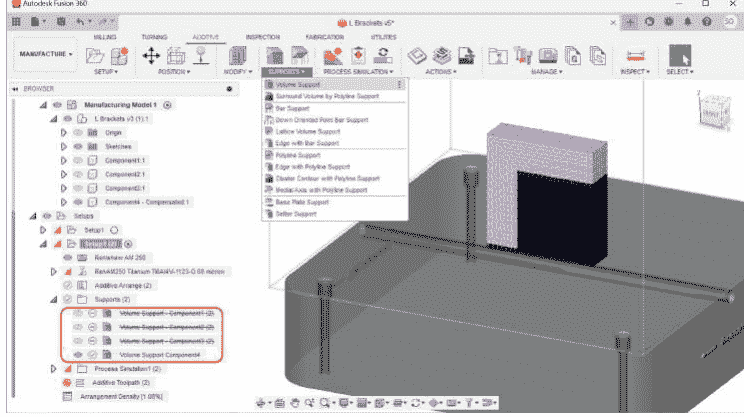 Autodesk Fusion 360
L Brackets v5*
MILLING TURNING ADDITIVE INSPECTION FABRICATION UTILITIES
MANUFACTURE
SETUP POSITION MODIFY SUPPORTS PROCESS SIMULATION ACTIONS MANAGE INSPECT SELECT
BROWSER
Manufacturing Model 1
L Brackets v3 (1):1
Origin
Sketches
Component1:1
Component2:1
Component3:1
Component4 - Compensated:1
Setups
Setup1
Renishaw AM 250
Additive Arrange (2)
Supports (2)
Volume Support - Component1 (2)
Volume Support - Component2 (2)
Volume Support - Component3 (2)
Volume Support Component4
Process Simulation1 (2)
Additive Toolpath (2)
Arrangement Density [1.06%]
Volume Support
Surround Volume by Polyline Support
Bar Support
Down Oriented Point Bar Support
Lattice Volume Support
Edge with Bar Support
Polyline Support
Edge with Polyline Support
Cluster Contour with Polyline Support
Medial Axis with Polyline Support
Base Plate Support
Setter Support